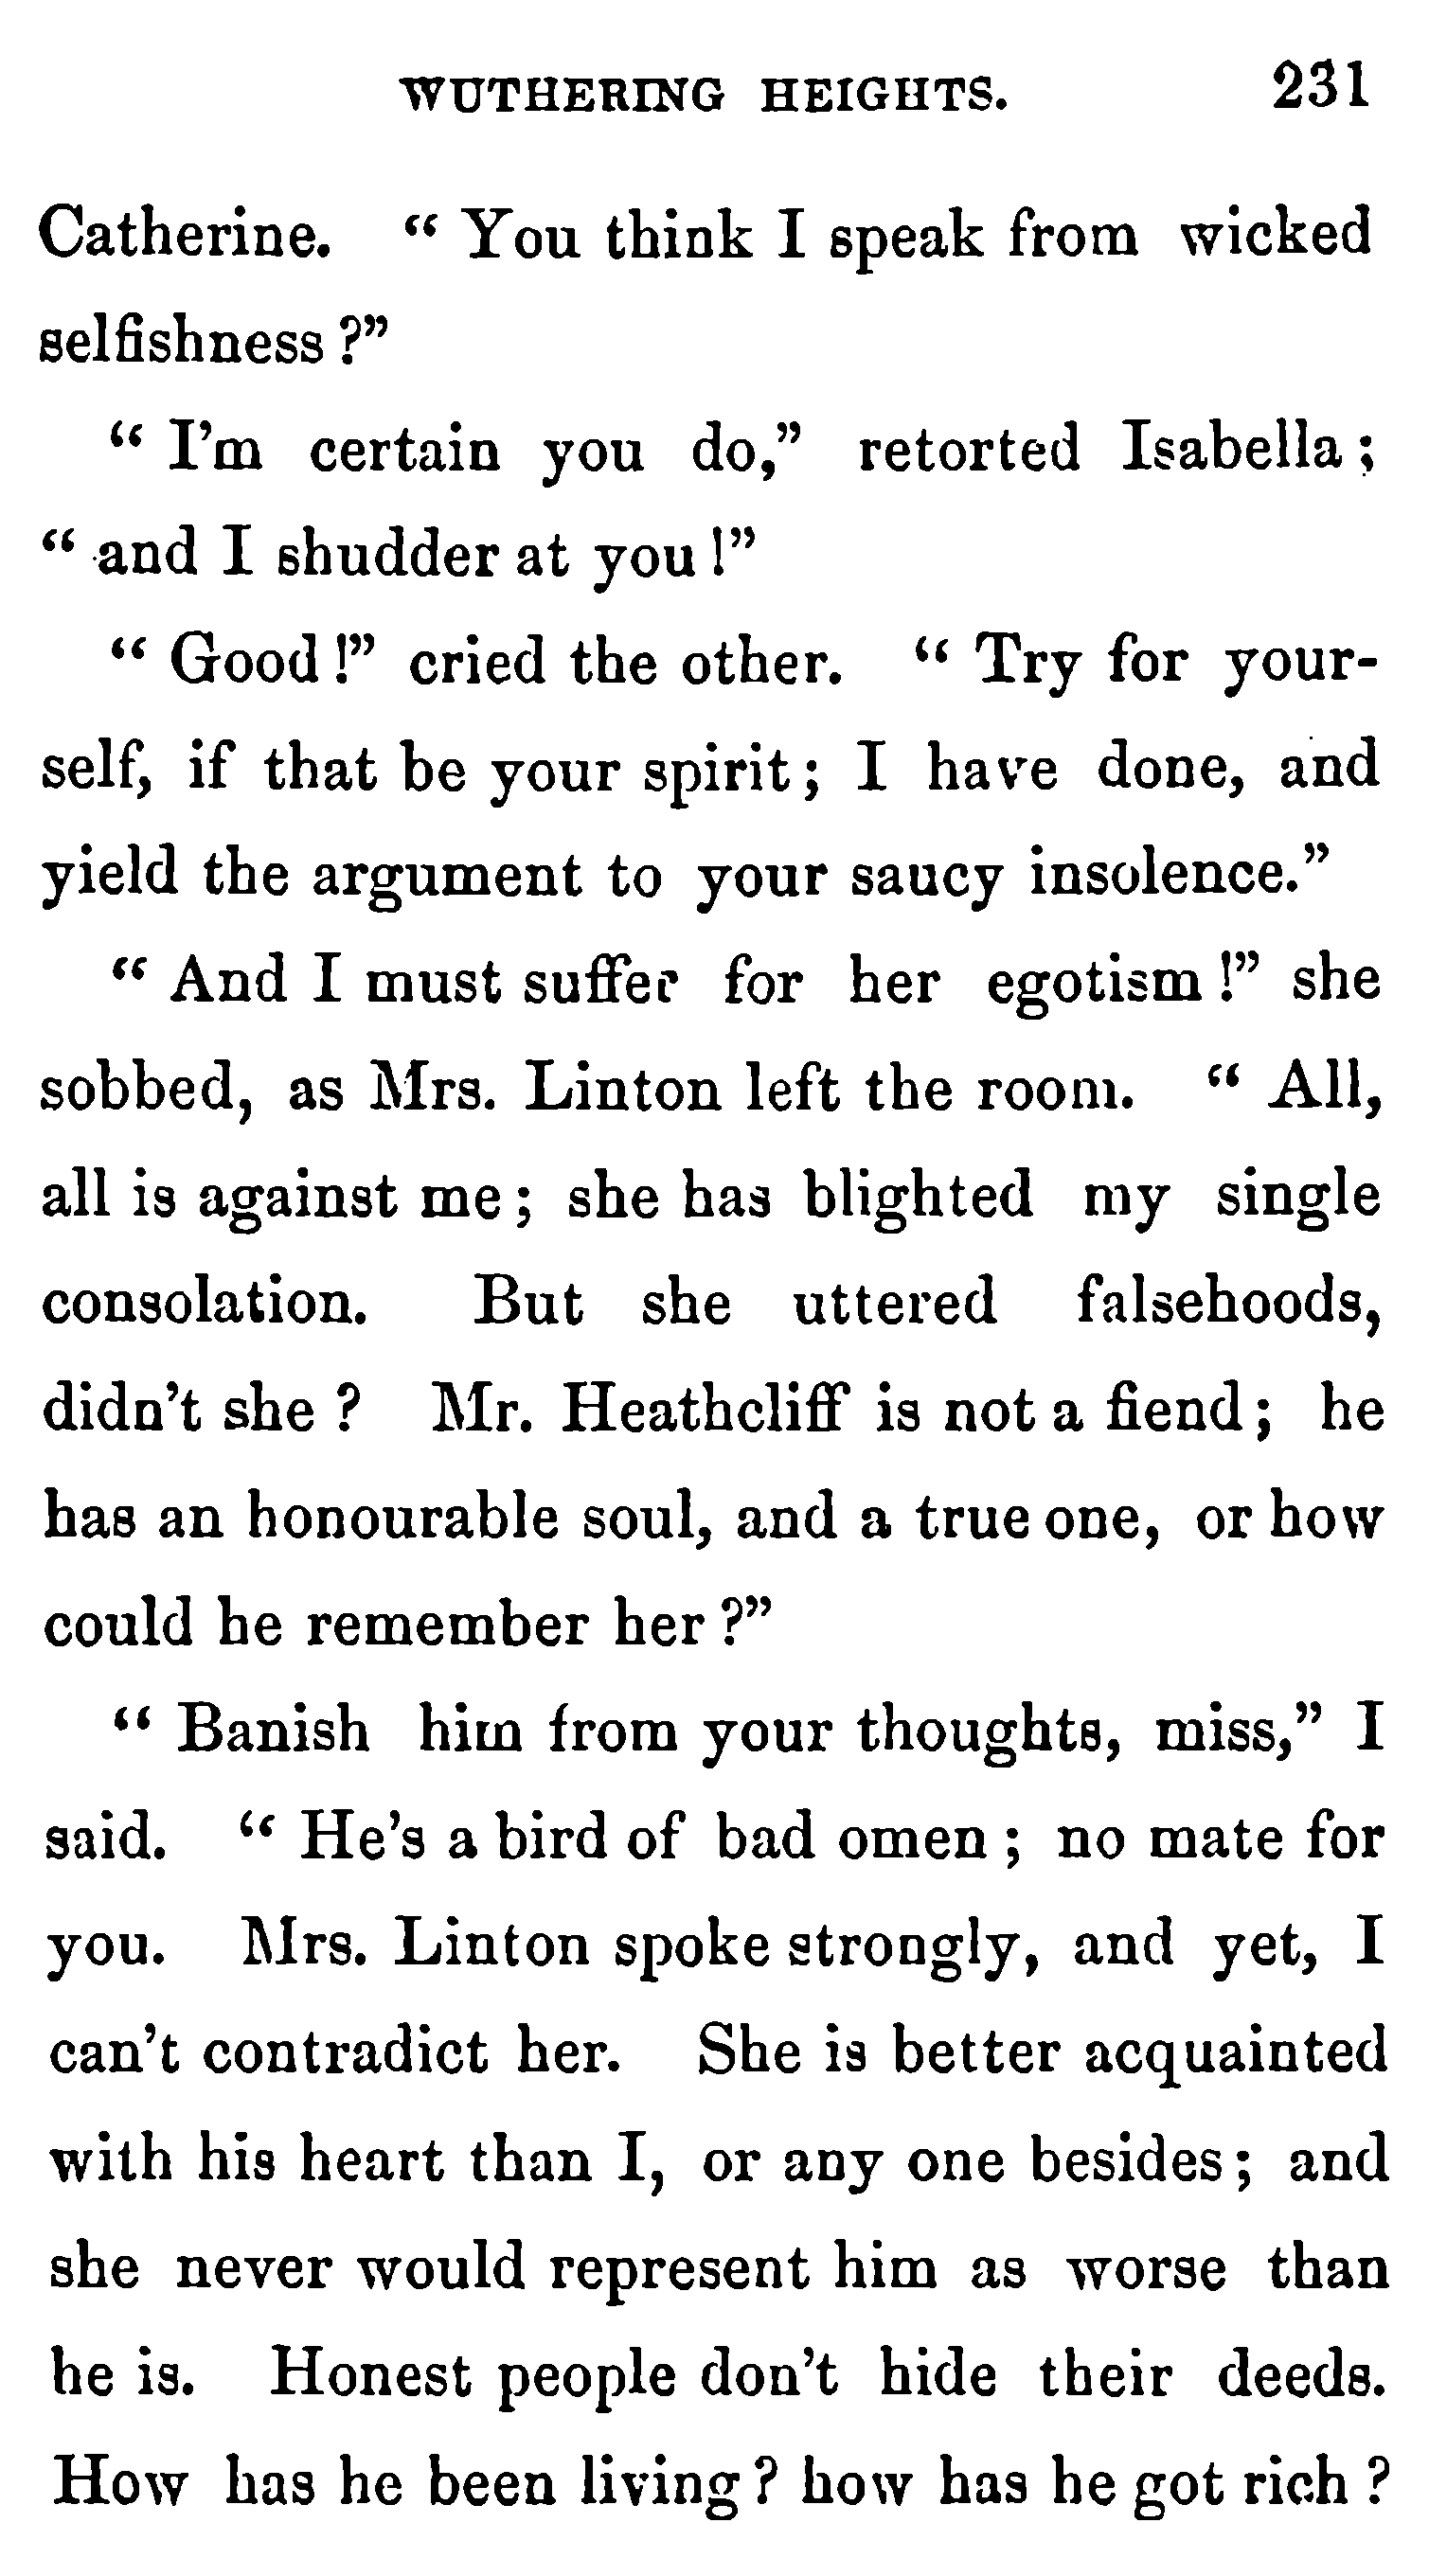 WUTHERING HEIGHTS. 231
Catherine. “ You think I speak from wicked
selfishness ?”
“ I’m certain you do,” retorted Isabella ;
“ and I shudder at you !”
“ Good !” cried the other. “ Try for your-
self, if that be your spirit ; I have done, and
yield the argument to your saucy insolence.”
“ And I must suffer for her egotism !” she
sobbed, as Mrs. Linton left the room. “ All,
all is against me ; she has blighted my single
consolation. But she uttered falsehoods,
didn’t she ? Mr. Heathcliff is not a fiend ; he
has an honourable soul, and a true one, or how
could he remember her ?”
“ Banish him from your thoughts, miss,” I
said. “ He’s a bird of bad omen ; no mate for
you. Mrs. Linton spoke strongly, and yet, I
can’t contradict her. She is better acquainted
with his heart than I, or any one besides ; and
she never would represent him as worse than
he is. Honest people don’t hide their deeds.
How has he been living ? how has he got rich ?